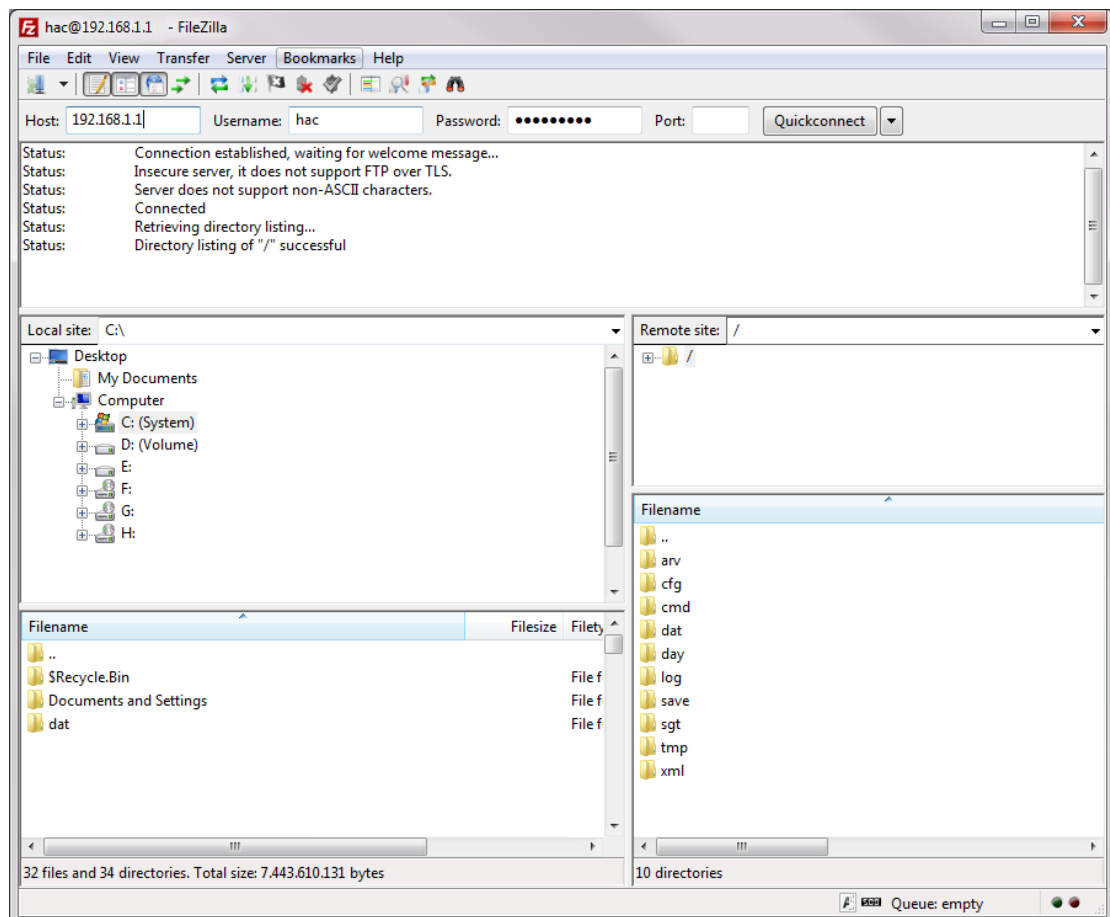 hac@192.168.1.1 - FileZilla
File Edit View Transfer Server Bookmarks Help
Host: 192.168.1.1 Username: hac Password: ●●●●●●●●● Port: Quickconnect
Status: Connection established, waiting for welcome message...
Status: Insecure server, it does not support FTP over TLS.
Status: Server does not support non-ASCII characters.
Status: Connected
Status: Retrieving directory listing...
Status: Directory listing of "/" successful
Local site: C:\
Desktop
My Documents
Computer
C: (System)
D: (Volume)
E:
F:
G:
H:
Filename Filesize Filety
..
$Recycle.Bin File f
Documents and Settings File f
dat File f
32 files and 34 directories. Total size: 7.443.610.131 bytes
Remote site: /
/
Filename
..
arv
cfg
cmd
dat
day
log
save
sgt
tmp
xml
10 directories
Queue: empty